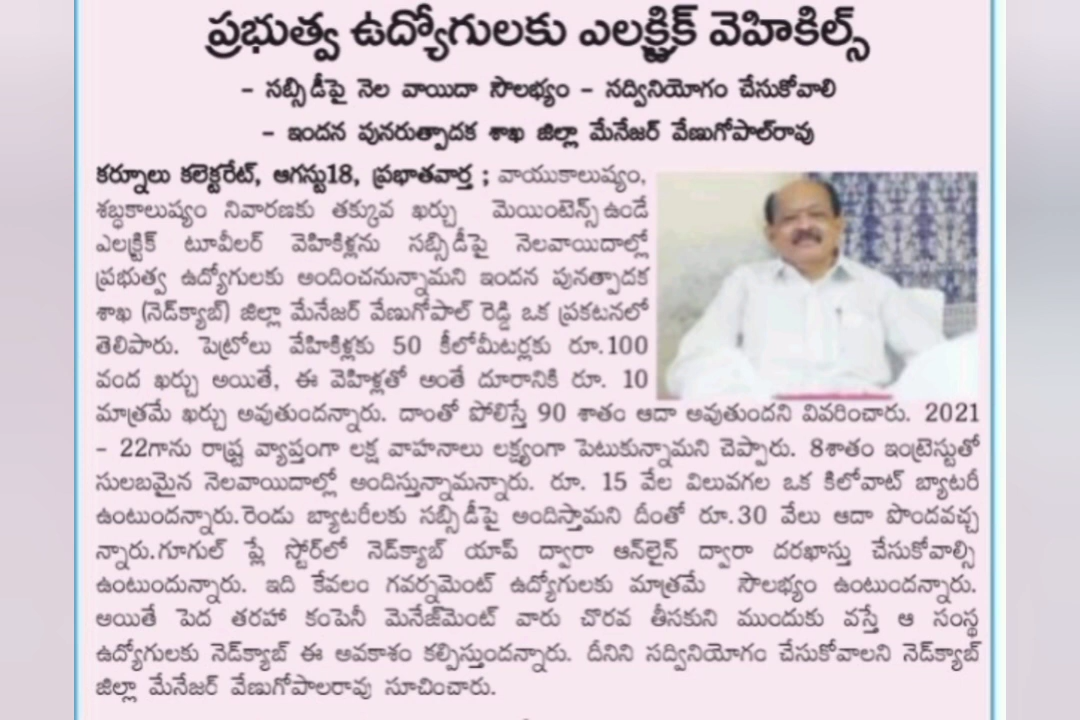 ప్రభుత్వ ఉద్యోగులకు ఎలక్ట్రిక్ వెహికిల్స్
- సబ్సిడీపై నెల వాయిదా సౌలభ్యం - సద్వినియోగం చేసుకోవాలి
- ఇందన పునరుత్పాదక శాఖ జిల్లా మేనేజర్ వేణుగోపాల్‌రావు
కర్నూలు కలెక్టరేట్, ఆగస్టు18, ప్రభాతవార్త ; వాయుకాలుష్యం,
శబ్ధకాలుష్యం నివారణకు తక్కువ ఖర్చు మెయింటెన్స్ ఉండే
ఎలక్ట్రిక్ టూవీలర్ వెహికిళ్లను సబ్సిడీపై నెలవాయిదాల్లో
ప్రభుత్వ ఉద్యోగులకు అందించనున్నామని ఇందన పునత్పాదక
శాఖ (నెడ్‌క్యాబ్) జిల్లా మేనేజర్ వేణుగోపాల్ రెడ్డి ఒక ప్రకటనలో
తెలిపారు. పెట్రోలు వేహికిళ్లకు 50 కీలోమీటర్లకు రూ.100
వంద ఖర్చు అయితే, ఈ వెహిళ్లతో అంతే దూరానికి రూ. 10
మాత్రమే ఖర్చు అవుతుందన్నారు. దాంతో పోలిస్తే 90 శాతం ఆదా అవుతుందని వివరించారు. 2021
- 22గాను రాష్ట్ర వ్యాప్తంగా లక్ష వాహనాలు లక్ష్యంగా పెటుకున్నామని చెప్పారు. 8శాతం ఇంట్రెస్టుతో
సులబమైన నెలవాయిదాల్లో అందిస్తున్నామన్నారు. రూ. 15 వేల విలువగల ఒక కిలోవాట్ బ్యాటరీ
ఉంటుందన్నారు.రెండు బ్యాటరీలకు సబ్సిడీపై అందిస్తామని దీంతో రూ.30 వేలు ఆదా పొందవచ్చ
న్నారు.గూగుల్ ప్లే స్టోర్‌లో నెడ్‌క్యాబ్ యాప్ ద్వారా ఆన్‌లైన్ ద్వారా దరఖాస్తు చేసుకోవాల్సి
ఉంటుందున్నారు. ఇది కేవలం గవర్నమెంట్ ఉద్యోగులకు మాత్రమే సౌలభ్యం ఉంటుందన్నారు.
అయితే పెద తరహా కంపెనీ మెనేజ్‌మెంట్ వారు చొరవ తీసకుని ముందుకు వస్తే ఆ సంస్థ
ఉద్యోగులకు నెడ్‌క్యాబ్ ఈ అవకాశం కల్పిస్తుందన్నారు. దీనిని సద్వినియోగం చేసుకోవాలని నెడ్‌క్యాబ్
జిల్లా మేనేజర్ వేణుగోపాలరావు సూచించారు.